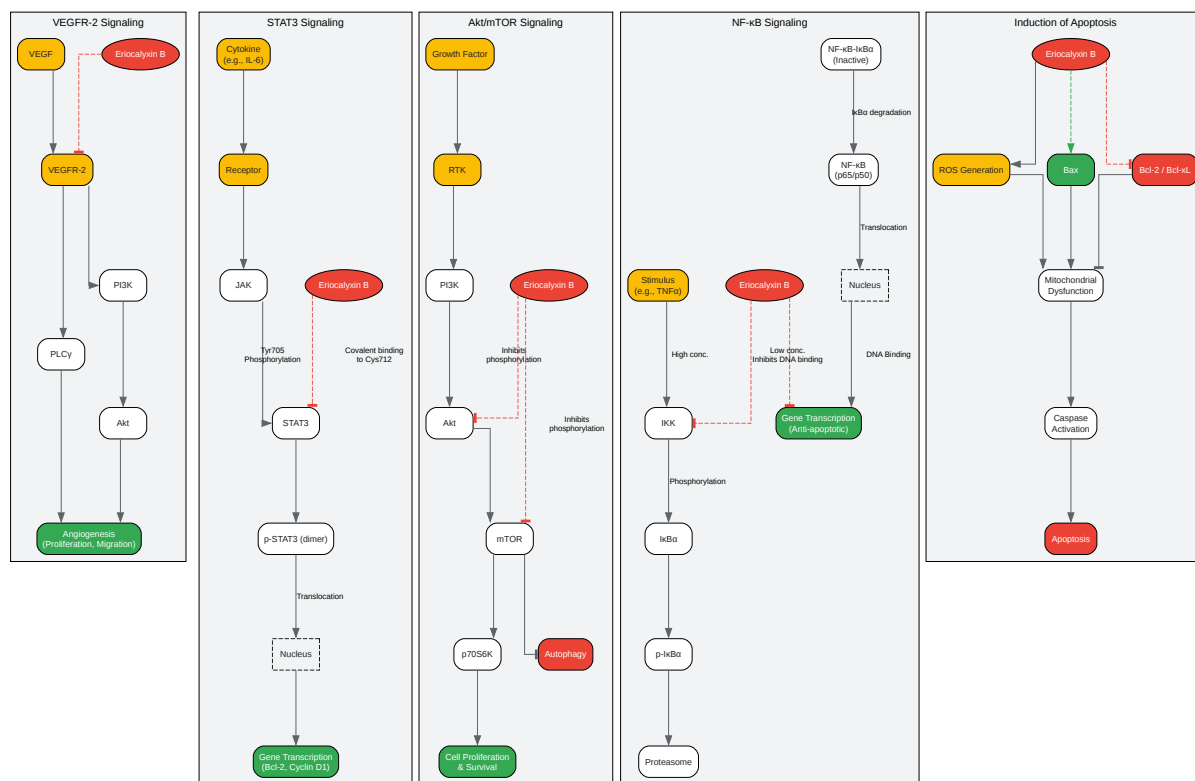 VEGFR-2 Signaling
VEGF
Eriocalyxin B
VEGFR-2
PI3K
PLCγ
Akt
Angiogenesis
(Proliferation, Migration)
STAT3 Signaling
Cytokine
(e.g., IL-6)
Receptor
JAK
Eriocalyxin B
Tyr705
Phosphorylation
Covalent binding
to Cys712
STAT3
p-STAT3 (dimer)
Translocation
Nucleus
Gene Transcription
(Bcl-2, Cyclin D1)
Akt/mTOR Signaling
Growth Factor
RTK
PI3K
Eriocalyxin B
Inhibits
phosphorylation
Akt
Inhibits
phosphorylation
mTOR
p70S6K
Autophagy
Cell Proliferation
& Survival
NF-κB Signaling
NF-κB-IκBα
(Inactive)
IκBα degradation
NF-κB
(p65/p50)
Translocation
Stimulus
(e.g., TNFα)
Eriocalyxin B
Nucleus
High conc.
Low conc.
Inhibits DNA binding
DNA Binding
IKK
Gene Transcription
(Anti-apoptotic)
Phosphorylation
IκBα
p-IκBα
Proteasome
Induction of Apoptosis
Eriocalyxin B
ROS Generation
Bax
Bcl-2 / Bcl-xL
Mitochondrial
Dysfunction
Caspase
Activation
Apoptosis